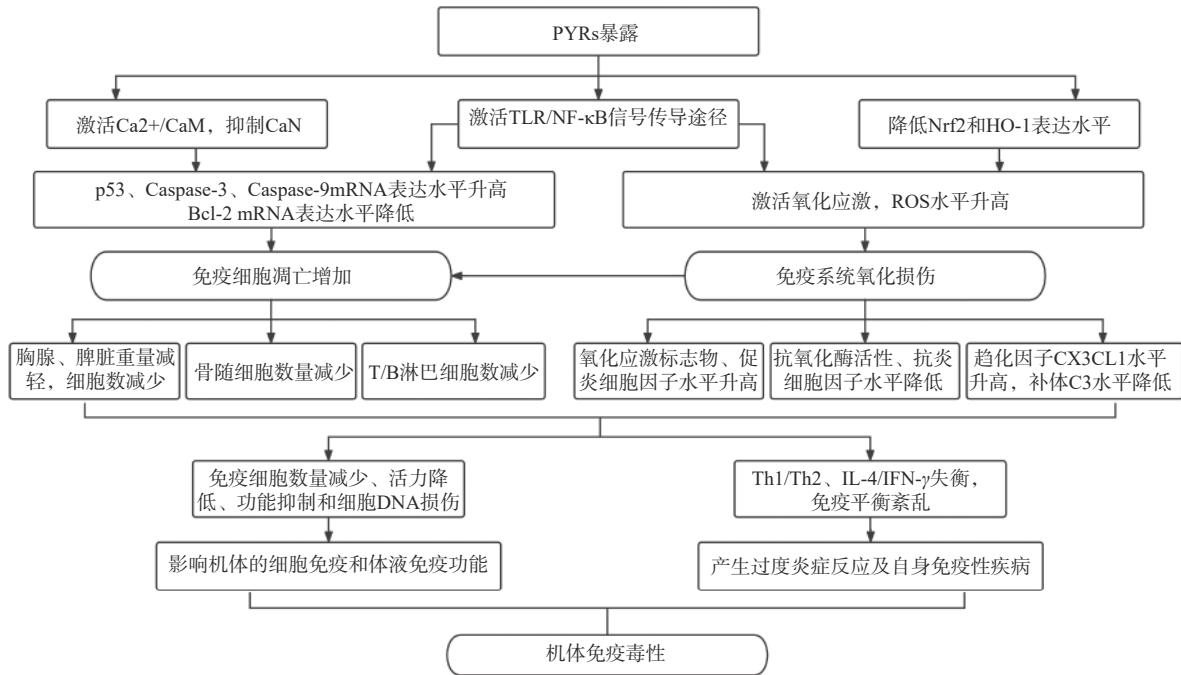 PYRs暴露
激活Ca2+/CaM，抑制CaN
激活TLR/NF-κB信号传导途径
降低Nrf2和HO-1表达水平
p53、Caspase-3、Caspase-9mRNA表达水平升高
Bcl-2 mRNA表达水平降低
激活氧化应激，ROS水平升高
免疫细胞凋亡增加
免疫系统氧化损伤
胸腺、脾脏重量减
轻，细胞数减少
骨随细胞数量减少
T/B淋巴细胞数减少
氧化应激标志物、促
炎细胞因子水平升高
抗氧化酶活性、抗炎
细胞因子水平降低
趋化因子CX3CL1水平
升高，补体C3水平降低
免疫细胞数量减少、活力降
低、功能抑制和细胞DNA损伤
Th1/Th2、IL-4/IFN-γ失衡，
免疫平衡紊乱
影响机体的细胞免疫和体液免疫功能
产生过度炎症反应及自身免疫性疾病
机体免疫毒性